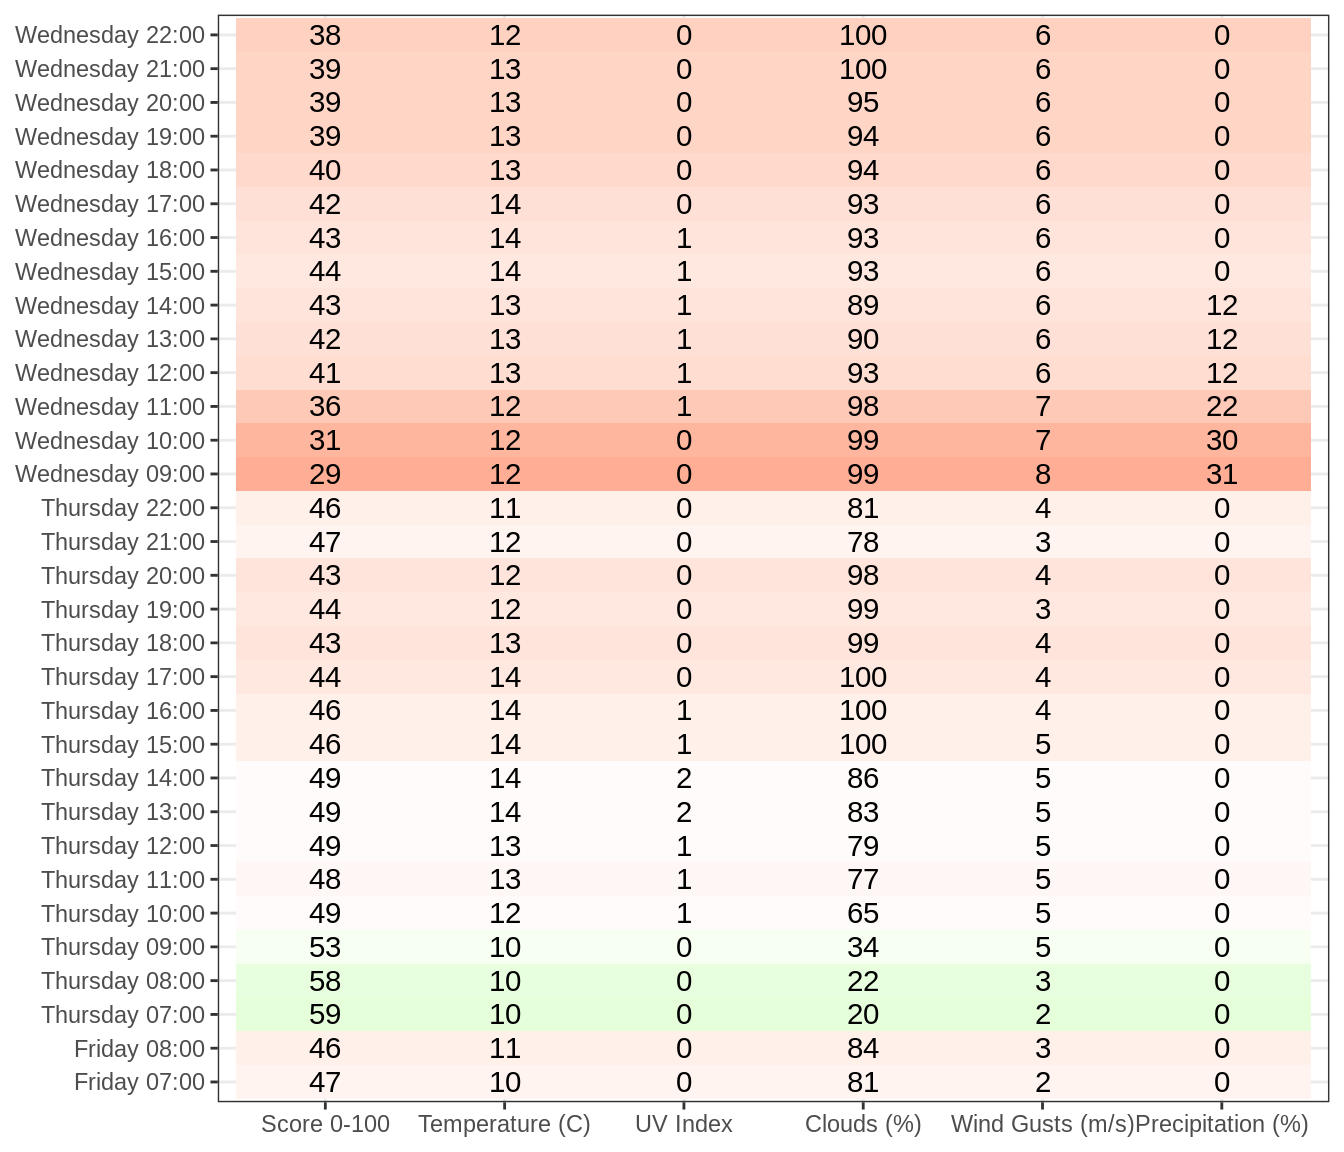 Wednesday 22:00 38 12 0 100 6 0
Wednesday 21:00 39 13 0 100 6 0
Wednesday 20:00 39 13 0 95 6 0
Wednesday 19:00 39 13 0 94 6 0
Wednesday 18:00 40 13 0 94 6 0
Wednesday 17:00 42 14 0 93 6 0
Wednesday 16:00 43 14 1 93 6 0
Wednesday 15:00 44 14 1 93 6 0
Wednesday 14:00 43 13 1 89 6 12
Wednesday 13:00 42 13 1 90 6 12
Wednesday 12:00 41 13 1 93 6 12
Wednesday 11:00 36 12 1 98 7 22
Wednesday 10:00 31 12 0 99 7 30
Wednesday 09:00 29 12 0 99 8 31
Thursday 22:00 46 11 0 81 4 0
Thursday 21:00 47 12 0 78 3 0
Thursday 20:00 43 12 0 98 4 0
Thursday 19:00 44 12 0 99 3 0
Thursday 18:00 43 13 0 99 4 0
Thursday 17:00 44 14 0 100 4 0
Thursday 16:00 46 14 1 100 4 0
Thursday 15:00 46 14 1 100 5 0
Thursday 14:00 49 14 2 86 5 0
Thursday 13:00 49 14 2 83 5 0
Thursday 12:00 49 13 1 79 5 0
Thursday 11:00 48 13 1 77 5 0
Thursday 10:00 49 12 1 65 5 0
Thursday 09:00 53 10 0 34 5 0
Thursday 08:00 58 10 0 22 3 0
Thursday 07:00 59 10 0 20 2 0
Friday 08:00 46 11 0 84 3 0
Friday 07:00 47 10 0 81 2 0
Score 0-100 Temperature (C) UV Index Clouds (%) Wind Gusts (m/s) Precipitation (%)